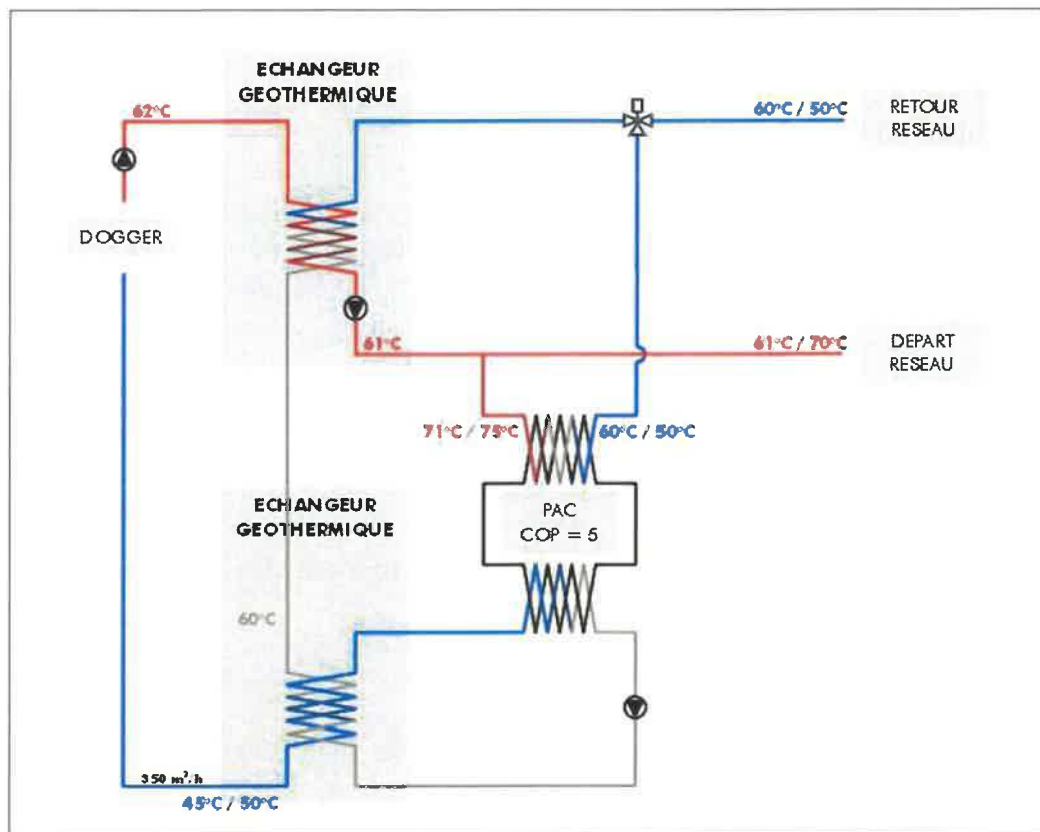 ECHANGEUR
GEOTHERMIQUE
62°C
60°C / 50°C
RETOUR
RESEAU
DOGGER
61°C
61°C / 70°C
DEPART
RESEAU
71°C / 75°C
60°C / 50°C
ECHANGEUR
GEOTHERMIQUE
PAC
COP = 5
60°C
350 m³/h
45°C / 50°C